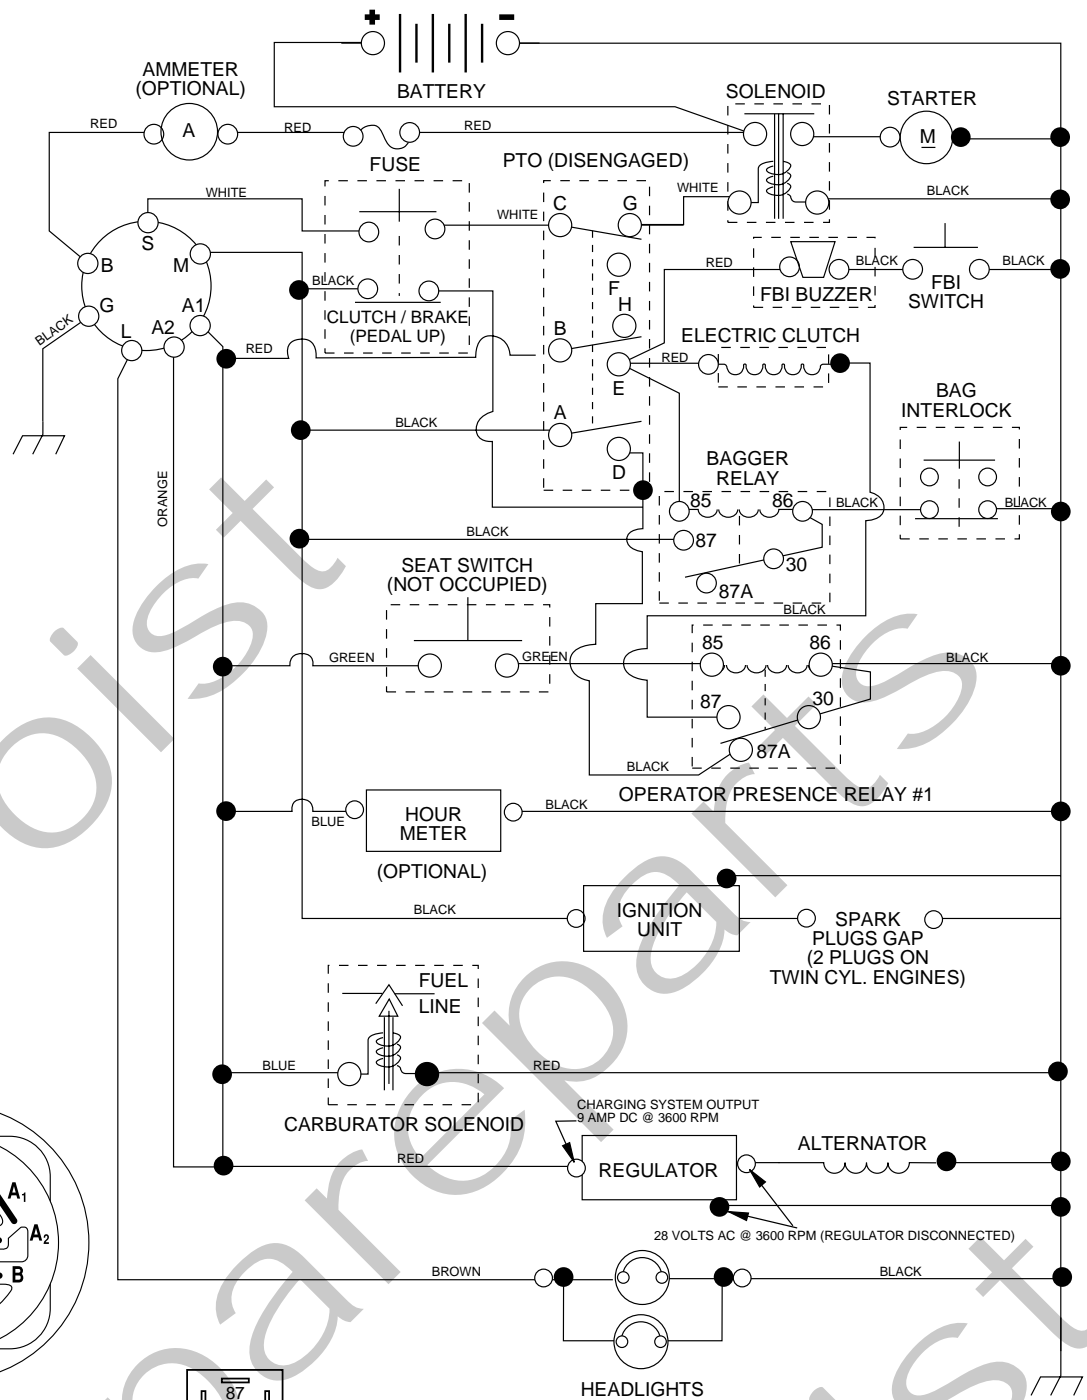 + -
BATTERY
AMMETER
(OPTIONAL)
A
RED
RED
RED
FUSE
SOLENOID
STARTER
M
PTO (DISENGAGED)
WHITE
WHITE
WHITE
BLACK
C
G
S
B
M
G
L
A2
A1
BLACK
BLACK
CLUTCH / BRAKE
(PEDAL UP)
F
H
B
E
A
D
RED
BLACK
BLACK
FBI BUZZER
FBI
SWITCH
RED
RED
ELECTRIC CLUTCH
BAG
INTERLOCK
BLACK
ORANGE
BAGGER
RELAY
85
86
BLACK
BLACK
BLACK
87
30
87A
BLACK
SEAT SWITCH
(NOT OCCUPIED)
GREEN
GREEN
85
86
BLACK
87
30
87A
BLACK
OPERATOR PRESENCE RELAY #1
BLUE
HOUR
METER
BLACK
(OPTIONAL)
BLACK
IGNITION
UNIT
SPARK
PLUGS GAP
(2 PLUGS ON
TWIN CYL. ENGINES)
FUEL
LINE
BLUE
RED
CARBURATOR SOLENOID
CHARGING SYSTEM OUTPUT
9 AMP DC @ 3600 RPM
RED
REGULATOR
ALTERNATOR
28 VOLTS AC @ 3600 RPM (REGULATOR DISCONNECTED)
A1
A2
B
BROWN
BLACK
HEADLIGHTS
87
oist
parepartsoist